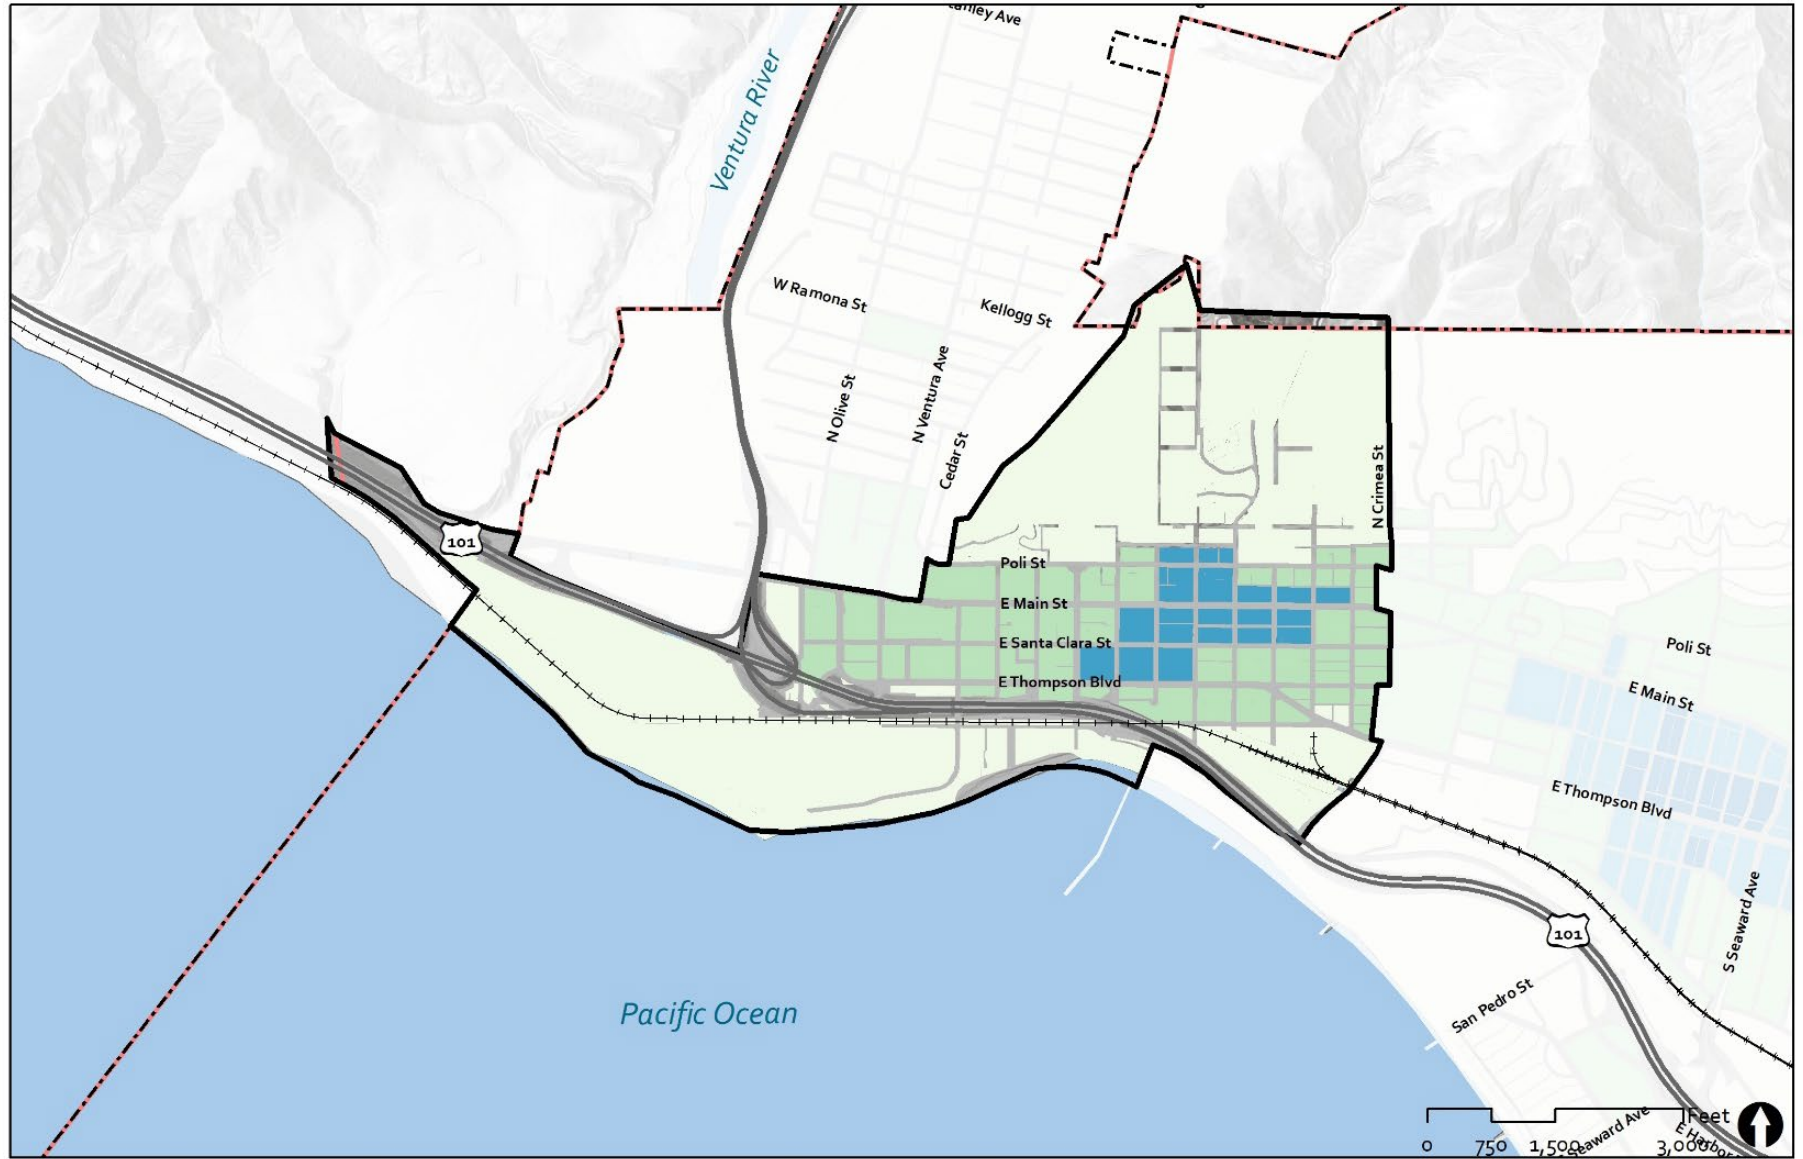 Ventura River
W Ramona St
Kellogg St
N Olive St
N Ventura Ave
Cedar St
N Crimea St
101
Poli St
E Main St
E Santa Clara St
E Thompson Blvd
Poli St
E Main St
E Thompson Blvd
S Seaward Ave
101
San Pedro St
Pacific Ocean
Feet
0 750 1,500 3,000
Seaward Ave